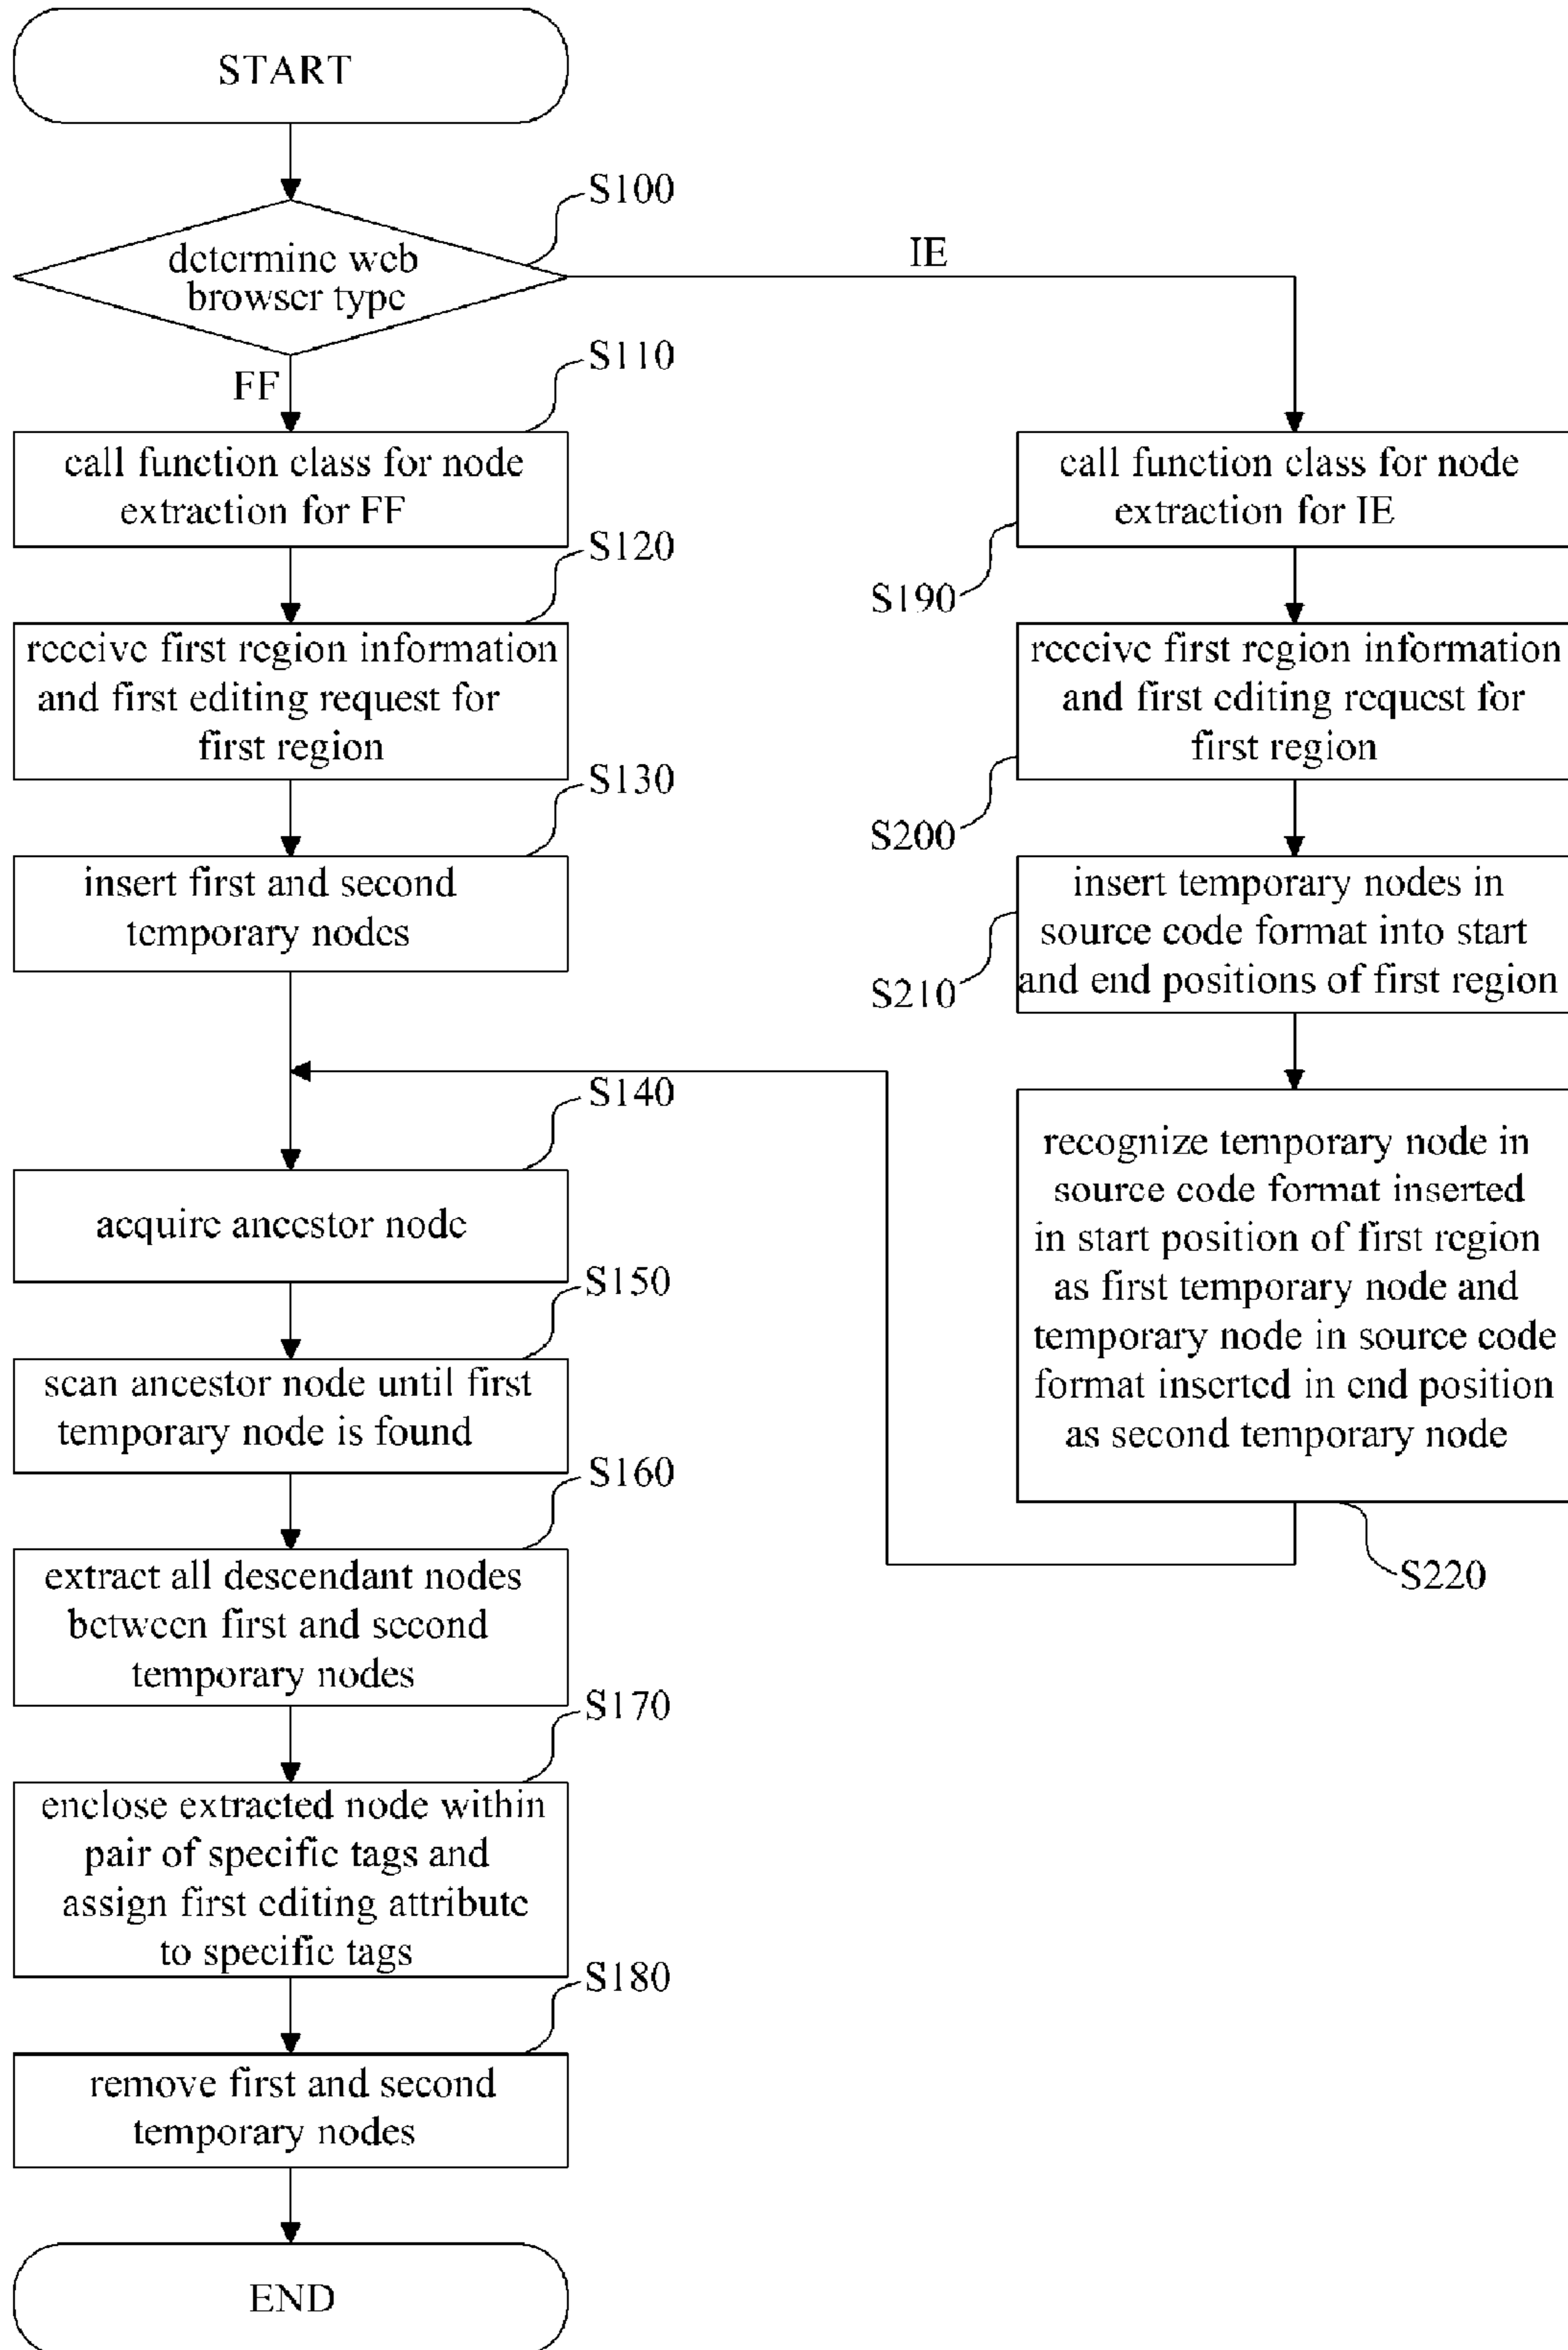 START
S100
determine web
browser type
IE
FF
S110
call function class for node
extraction for FF
S120
receive first region information
and first editing request for
first region
S130
insert first and second
temporary nodes
S140
acquire ancestor node
S150
scan ancestor node until first
temporary node is found
S160
extract all descendant nodes
between first and second
temporary nodes
S170
enclose extracted node within
pair of specific tags and
assign first editing attribute
to specific tags
S180
remove first and second
temporary nodes
END
call function class for node
extraction for IE
S190
receive first region information
and first editing request for
first region
S200
insert temporary nodes in
source code format into start
and end positions of first region
S210
recognize temporary node in
source code format inserted
in start position of first region
as first temporary node and
temporary node in source code
format inserted in end position
as second temporary node
S220